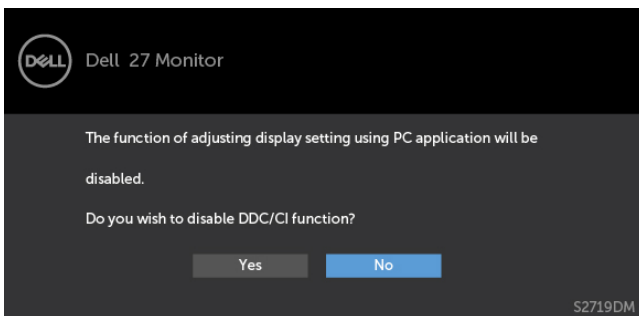 DELL
Dell 27 Monitor
The function of adjusting display setting using PC application will be
disabled.
Do you wish to disable DDC/CI function?
Yes No
S2719DM